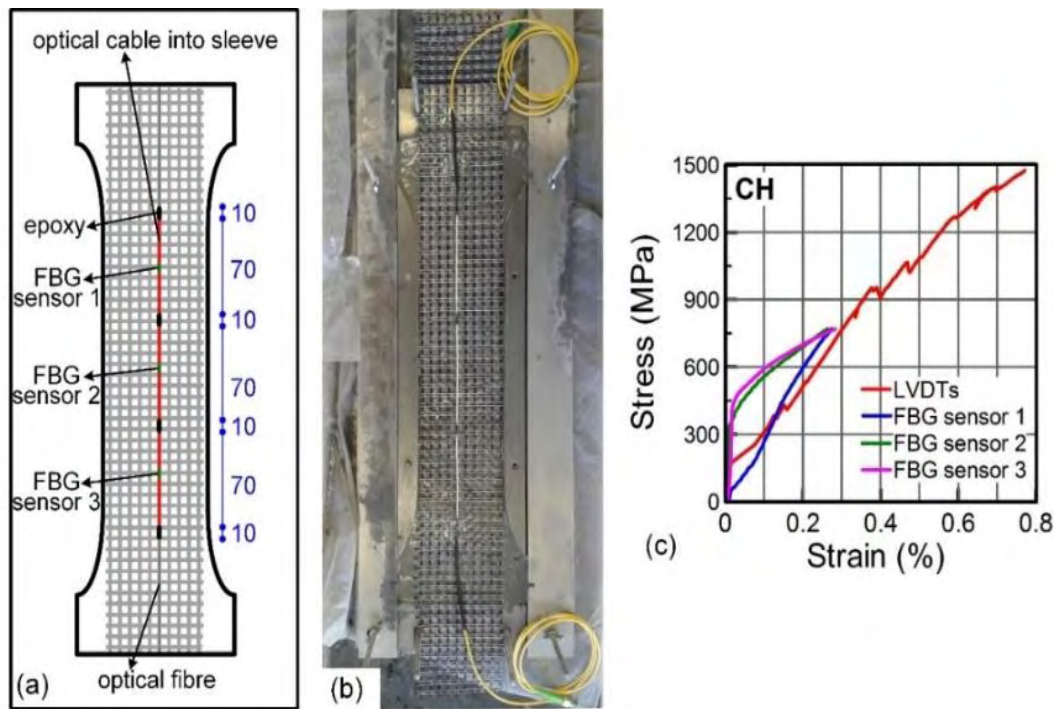 optical cable into sleeve
epoxy
FBG
sensor 1
FBG
sensor 2
FBG
sensor 3
10
70
10
70
10
70
10
optical fibre
(a)
(b)
CH
Stress (MPa)
1500
1200
900
600
300
0
LVDTs
FBG sensor 1
FBG sensor 2
FBG sensor 3
0 0.2 0.4 0.6 0.8
Strain (%)
(c)